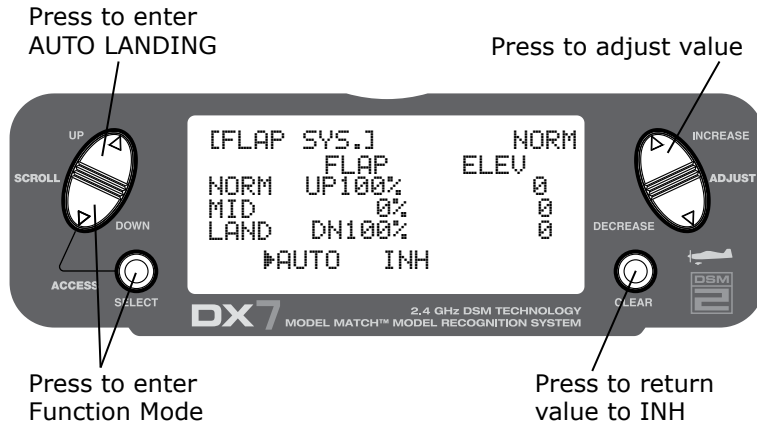 Press to enter
AUTO LANDING
Press to adjust value
UP
SCROLL
DOWN
ACCESS
SELECT
[FLAP SYS.] NORM
FLAP ELEV
NORM UP100% 0
MID 0% 0
LAND DN100% 0
AUTO INH
INCREASE
ADJUST
DECREASE
CLEAR
DSM
2
DX7
2.4 GHz DSM TECHNOLOGY
MODEL MATCH™ MODEL RECOGNITION SYSTEM
Press to enter
Function Mode
Press to return
value to INH